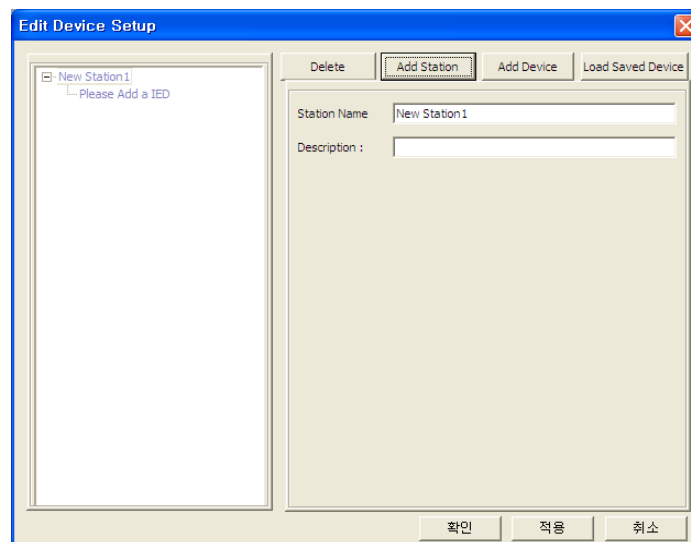 Edit Device Setup
New Station1
Please Add a IED
Delete
Add Station
Add Device
Load Saved Device
Station Name
New Station1
Description :
확인
적용
취소